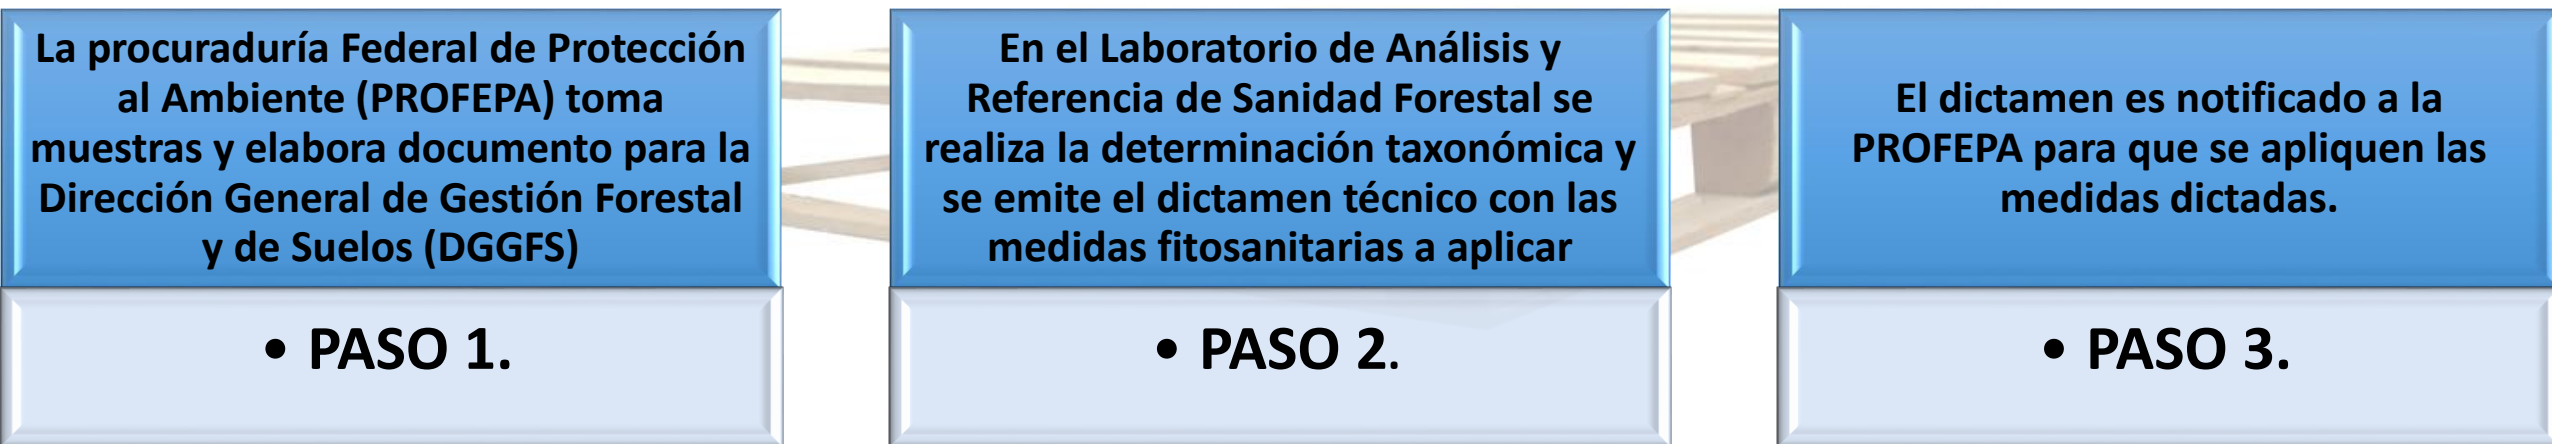 La procuraduría Federal de Protección
al Ambiente (PROFEPA) toma
muestras y elabora documento para la
Dirección General de Gestión Forestal
y de Suelos (DGGFS)
• PASO 1.
En el Laboratorio de Análisis y
Referencia de Sanidad Forestal se
realiza la determinación taxonómica y
se emite el dictamen técnico con las
medidas fitosanitarias a aplicar
• PASO 2.
El dictamen es notificado a la
PROFEPA para que se apliquen las
medidas dictadas.
• PASO 3.